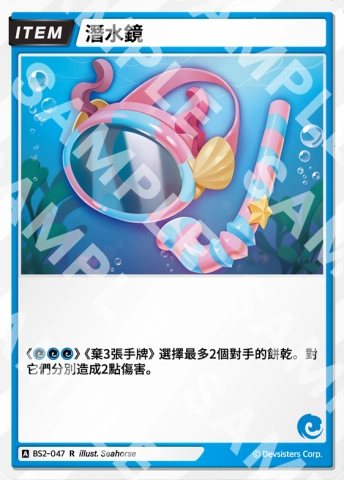 ITEM
潛水鏡
《》《棄3張手牌》選擇最多2個對手的餅乾。對
它們分別造成2點傷害。
A BS2-047 R illust. Seahorse
© Devsisters Corp.
SAMPLE